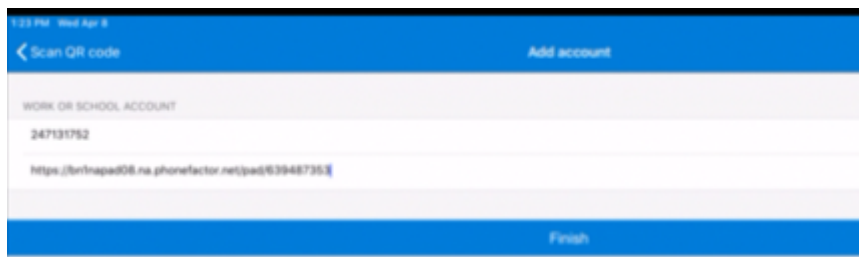 1:23 PM Wed Apr 8
Scan QR code
Add account
WORK OR SCHOOL ACCOUNT
247131752
https://bn1napad08.na.phonefactor.net/pad/639487353
Finish